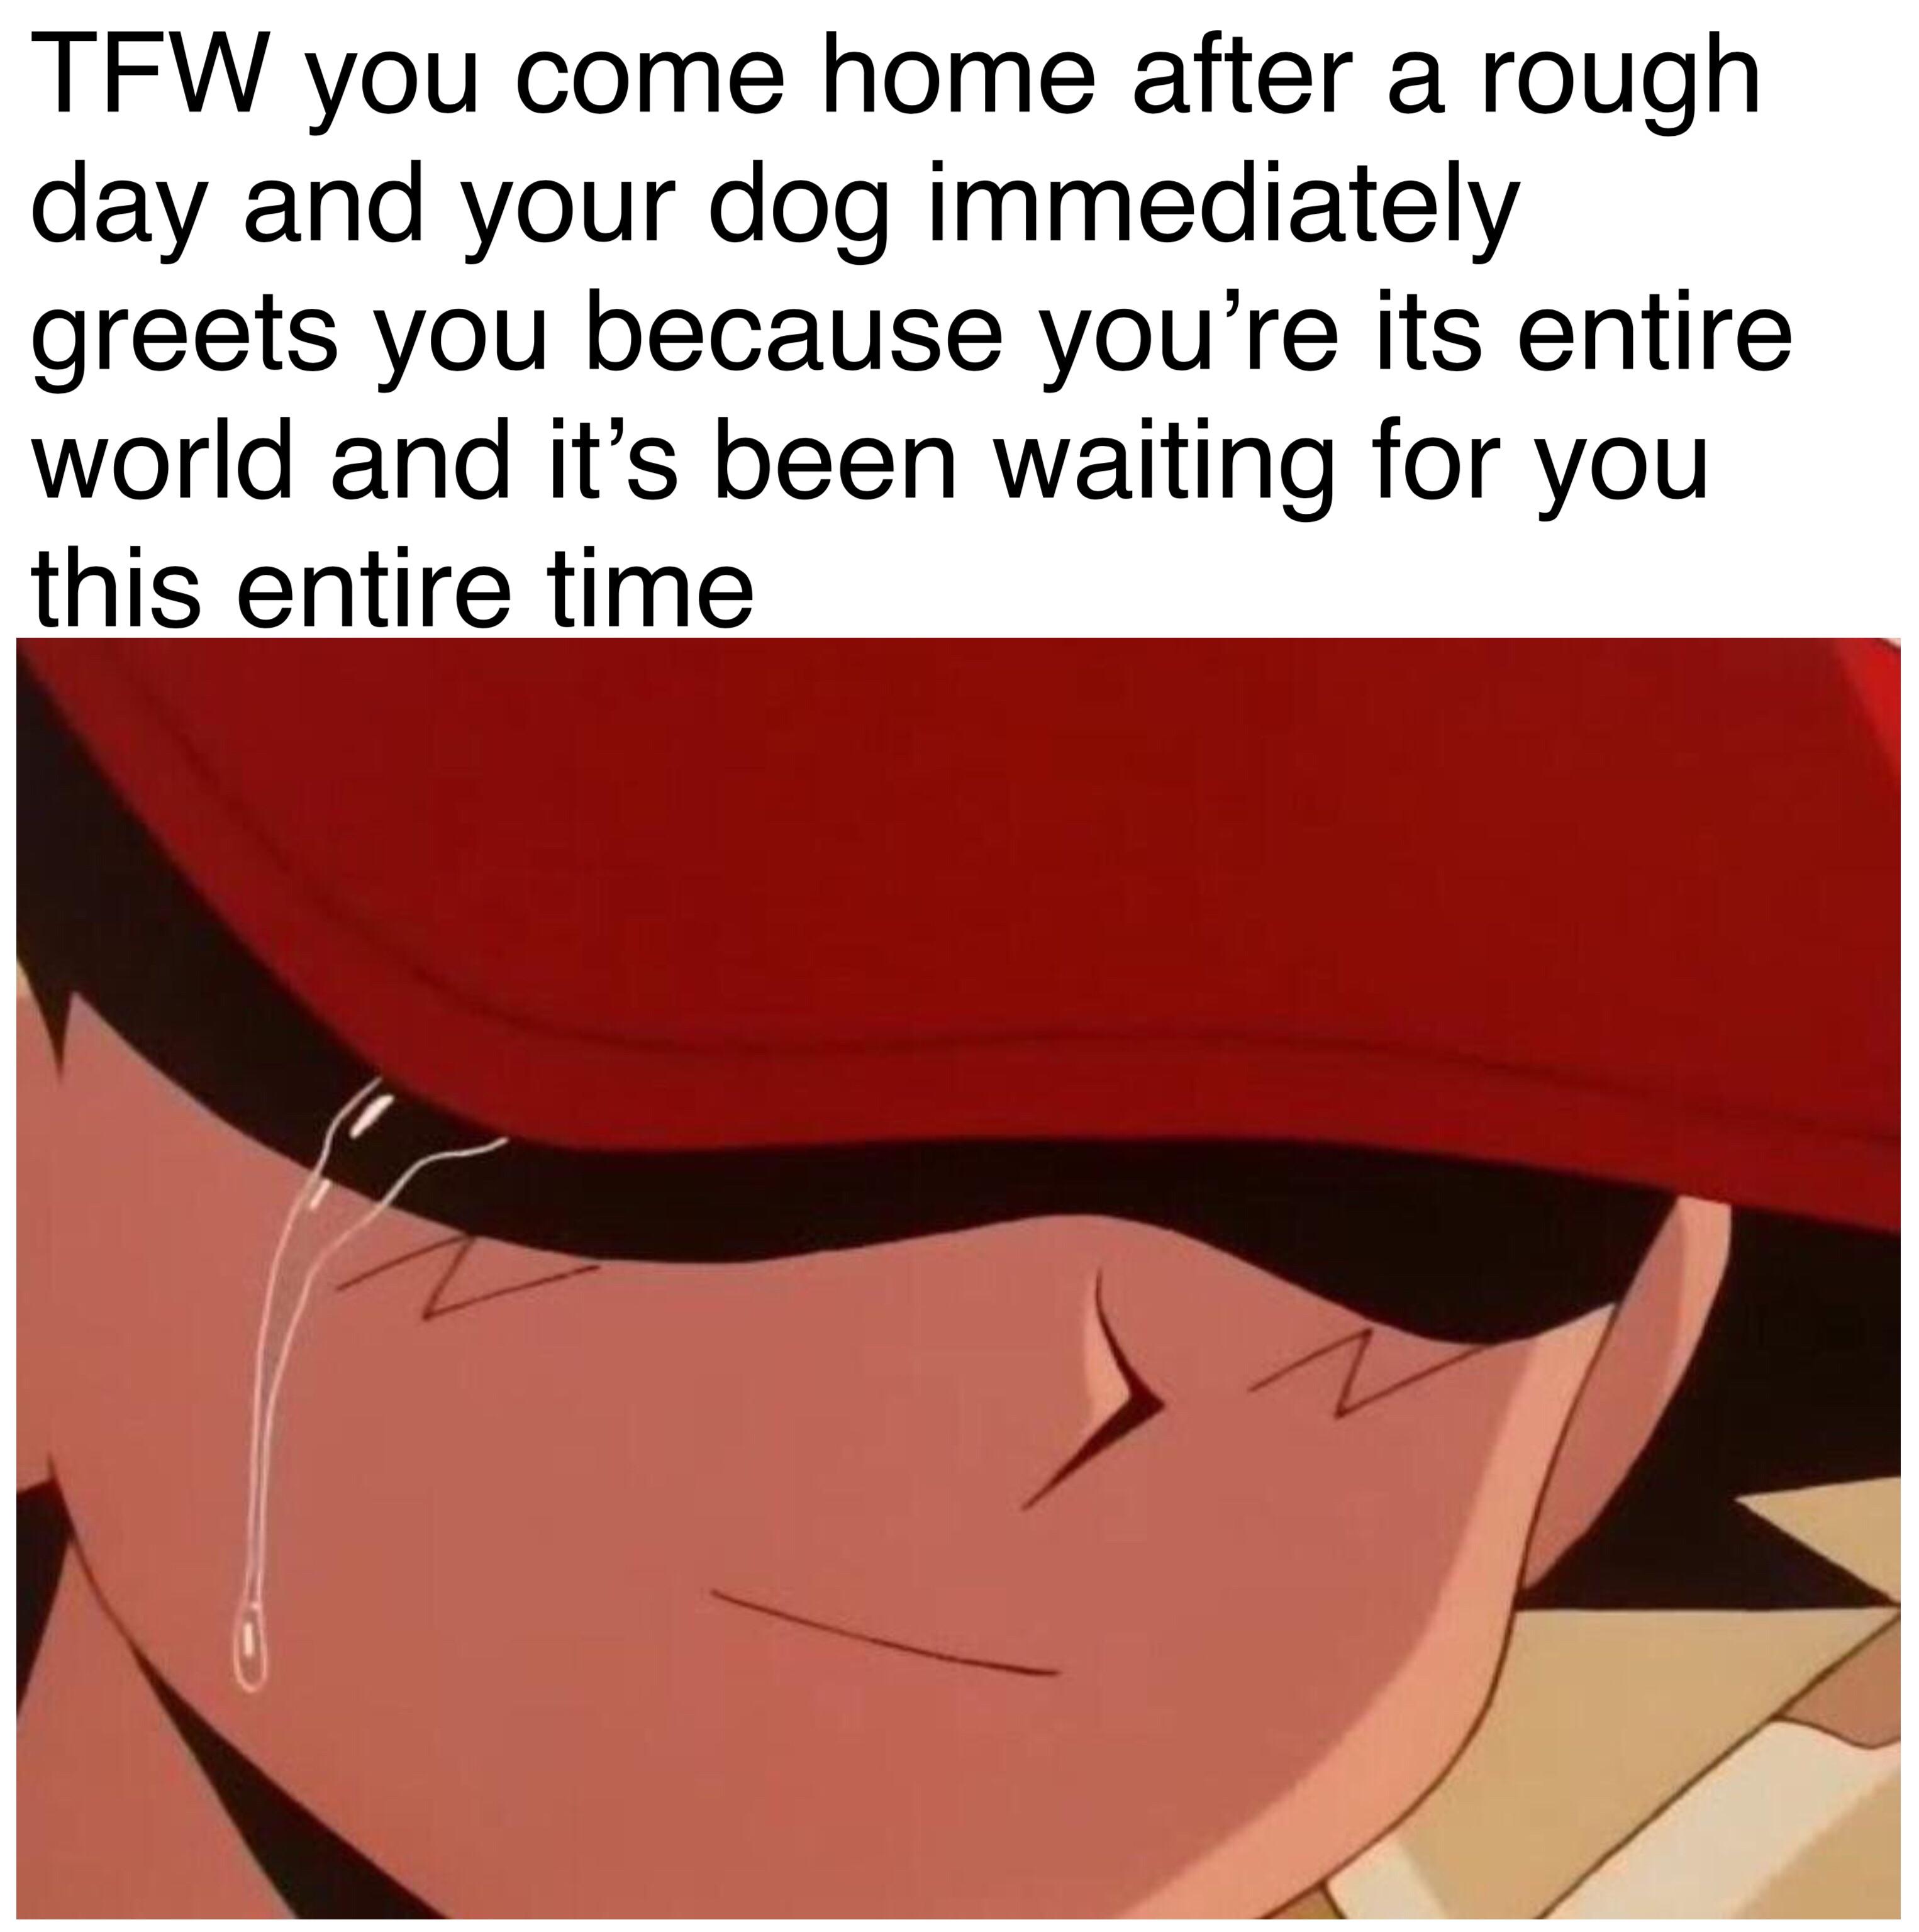 TFW you come home after a rough
day and your dog immediately
greets you because you’re its entire
world and it’s been waiting for you
this entire time